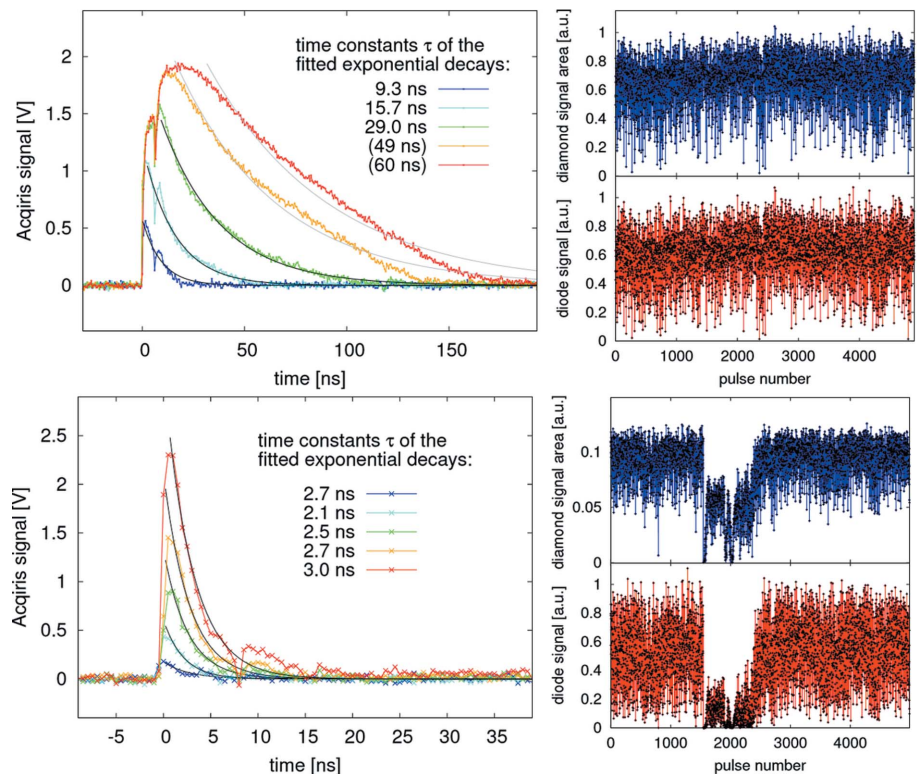 2
1.5
1
0.5
0
Acqiris signal [V]
time constants τ of the
fitted exponential decays:
9.3 ns
15.7 ns
29.0 ns
(49 ns)
(60 ns)
0
50
100
150
time [ns]
1
0.8
0.6
0.4
0.2
0
diamond signal area [a.u.]
1
0.8
0.6
0.4
0.2
0
diode signal [a.u.]
0
1000
2000
3000
4000
pulse number
2.5
2
1.5
1
0.5
0
Acqiris signal [V]
time constants τ of the
fitted exponential decays:
2.7 ns
2.1 ns
2.5 ns
2.7 ns
3.0 ns
-5
0
5
10
15
20
25
30
35
time [ns]
0.1
0.05
0
diamond signal area [a.u.]
1
0.8
0.6
0.4
0.2
0
diode signal [a.u.]
0
1000
2000
3000
4000
pulse number